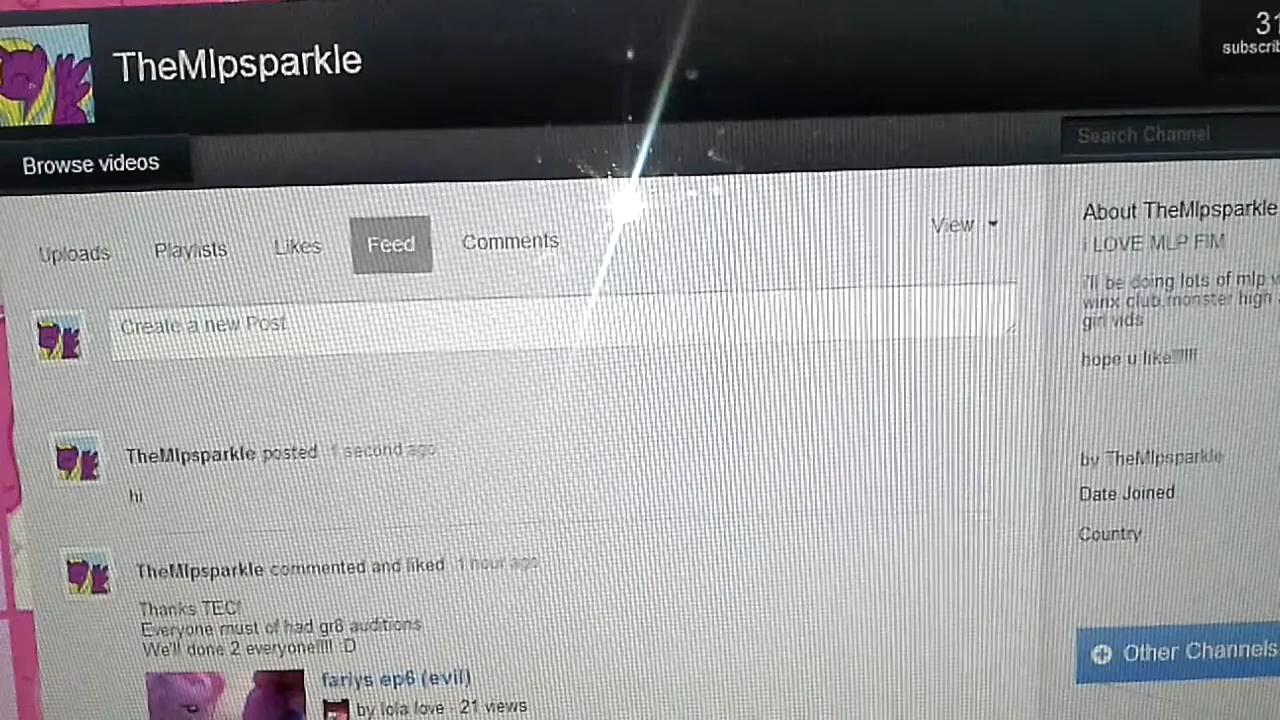 TheMlpsparkle
31
Browse videos
Search Channel
Uploads Playlists Likes Feed Comments View
About TheMlpsparkle
i LOVE MLP FIM
Create a new Post
i'll be doing lots of mlp
winx club,monster high
girl vids
hope u like!!!!!!
TheMlpsparkle posted 1 second ago
hi
by TheMlpsparkle
Date Joined
Country
TheMlpsparkle commented and liked 1 hour ago
Thanks TEC!
Everyone must of had gr8 auditions
We'll done 2 everyone!!!! :D
Other Channels
fariys ep6 (evil)
by lola love - 21 views